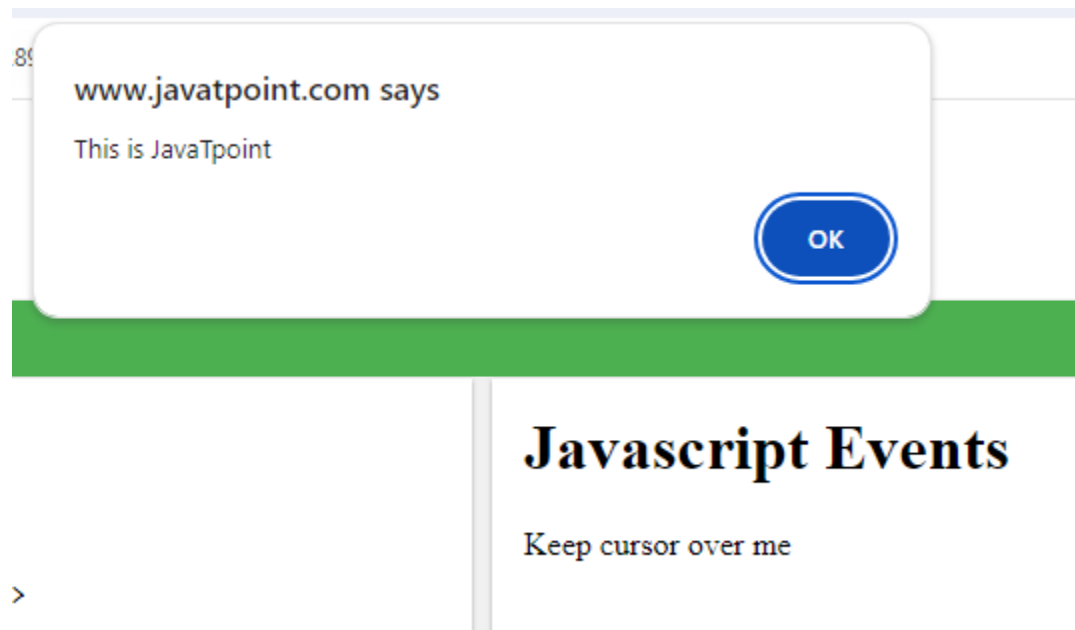 www.javatpoint.com says
This is JavaTpoint
OK
Javascript Events
Keep cursor over me
>